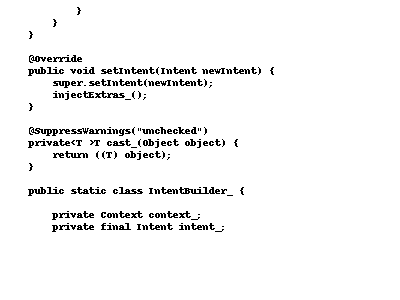 }
    }
}

@Override
public void setIntent(Intent newIntent) {
    super.setIntent(newIntent);
    injectExtras_();
}

@SuppressWarnings("unchecked")
private<T >T cast_(Object object) {
    return ((T) object);
}

public static class IntentBuilder_ {

    private Context context_;
    private final Intent intent_;